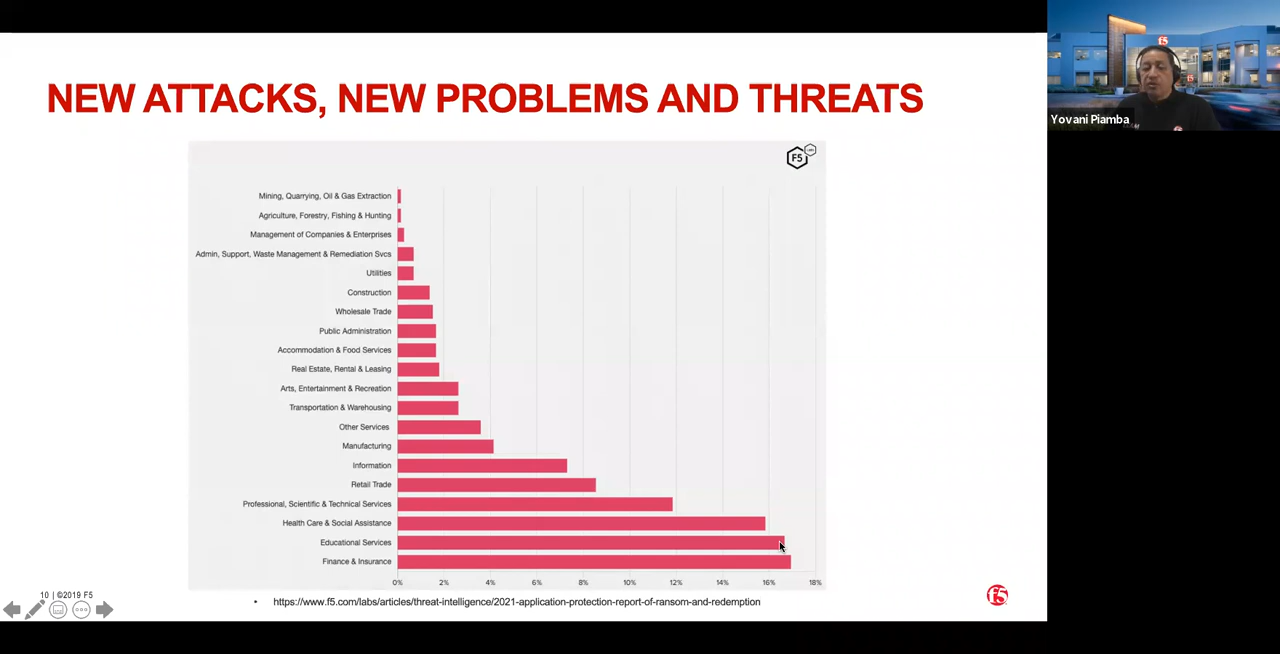 NEW ATTACKS, NEW PROBLEMS AND THREATS
f5
Yovani Piamba
F5
Mining, Quarrying, Oil & Gas Extraction
Agriculture, Forestry, Fishing & Hunting
Management of Companies & Enterprises
Admin, Support, Waste Management & Remediation Svcs
Utilities
Construction
Wholesale Trade
Public Administration
Accommodation & Food Services
Real Estate, Rental & Leasing
Arts, Entertainment & Recreation
Transportation & Warehousing
Other Services
Manufacturing
Information
Retail Trade
Professional, Scientific & Technical Services
Health Care & Social Assistance
Educational Services
Finance & Insurance
0% 2% 4% 6% 8% 10% 12% 14% 16% 18%
10 | ©2019 F5
• https://www.f5.com/labs/articles/threat-intelligence/2021-application-protection-report-of-ransom-and-redemption
f5